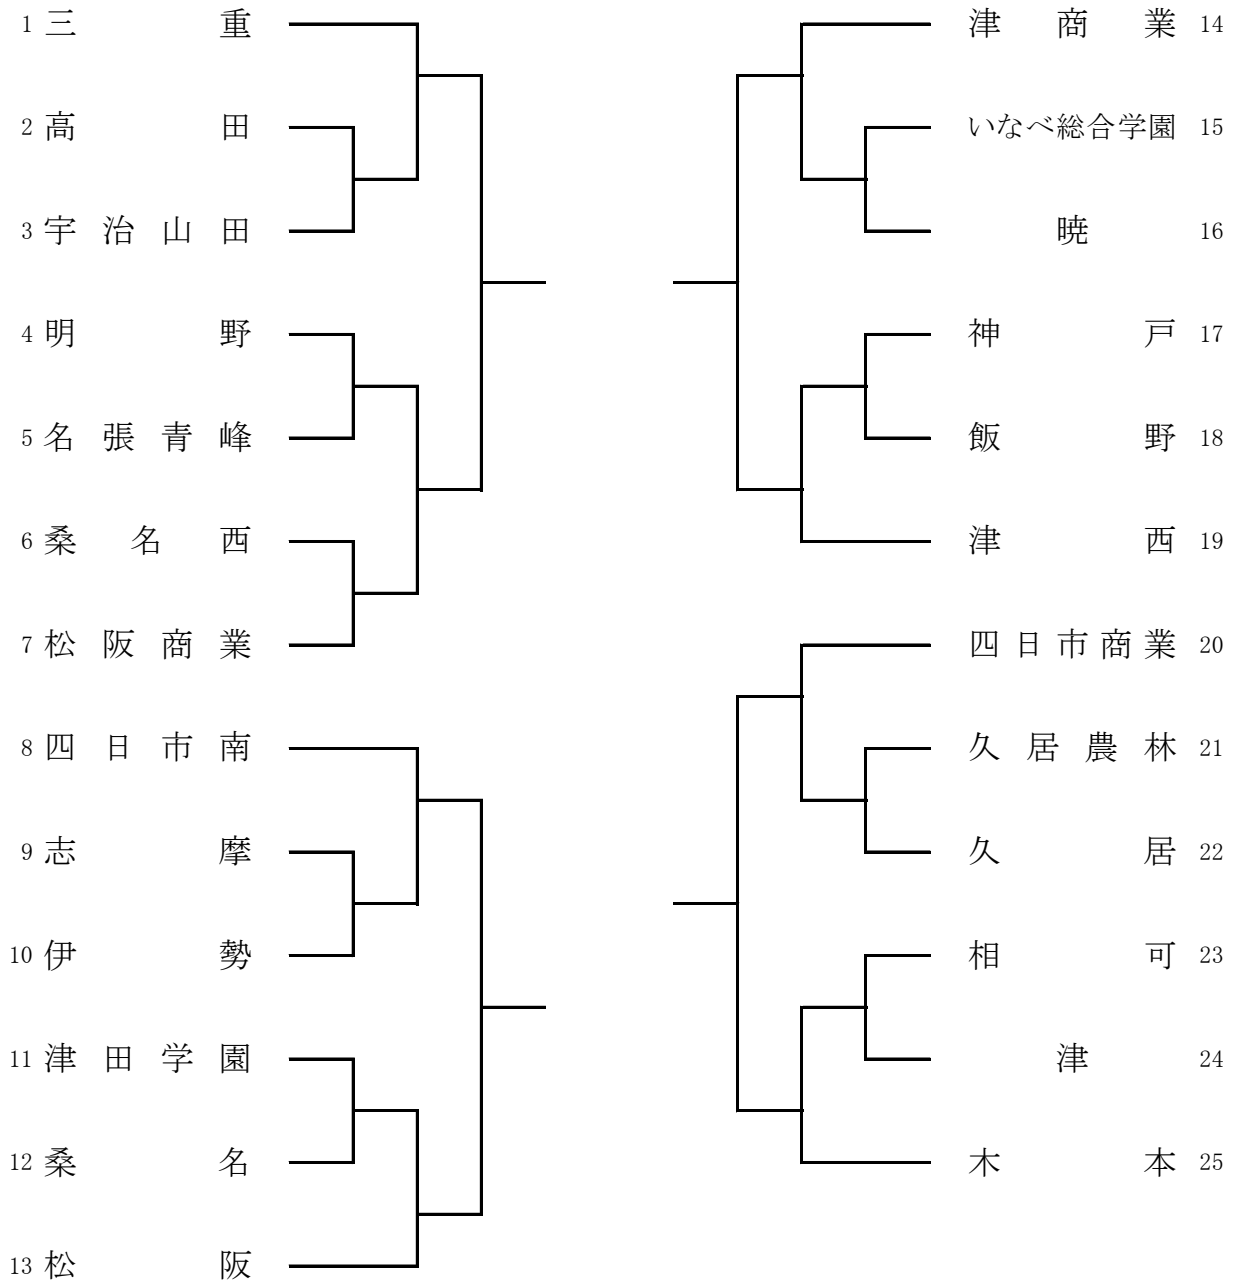 1 三重
2 高田
3 宇治山田
4 明野
5 名張青峰
6 桑名西
7 松阪商業
8 四日市南
9 志摩
10 伊勢
11 津田学園
12 桑名
13 松阪
津商業 14
いなべ総合学園 15
暁 16
神戸 17
飯野 18
津西 19
四日市商業 20
久居農林 21
久居 22
相可 23
津 24
木本 25